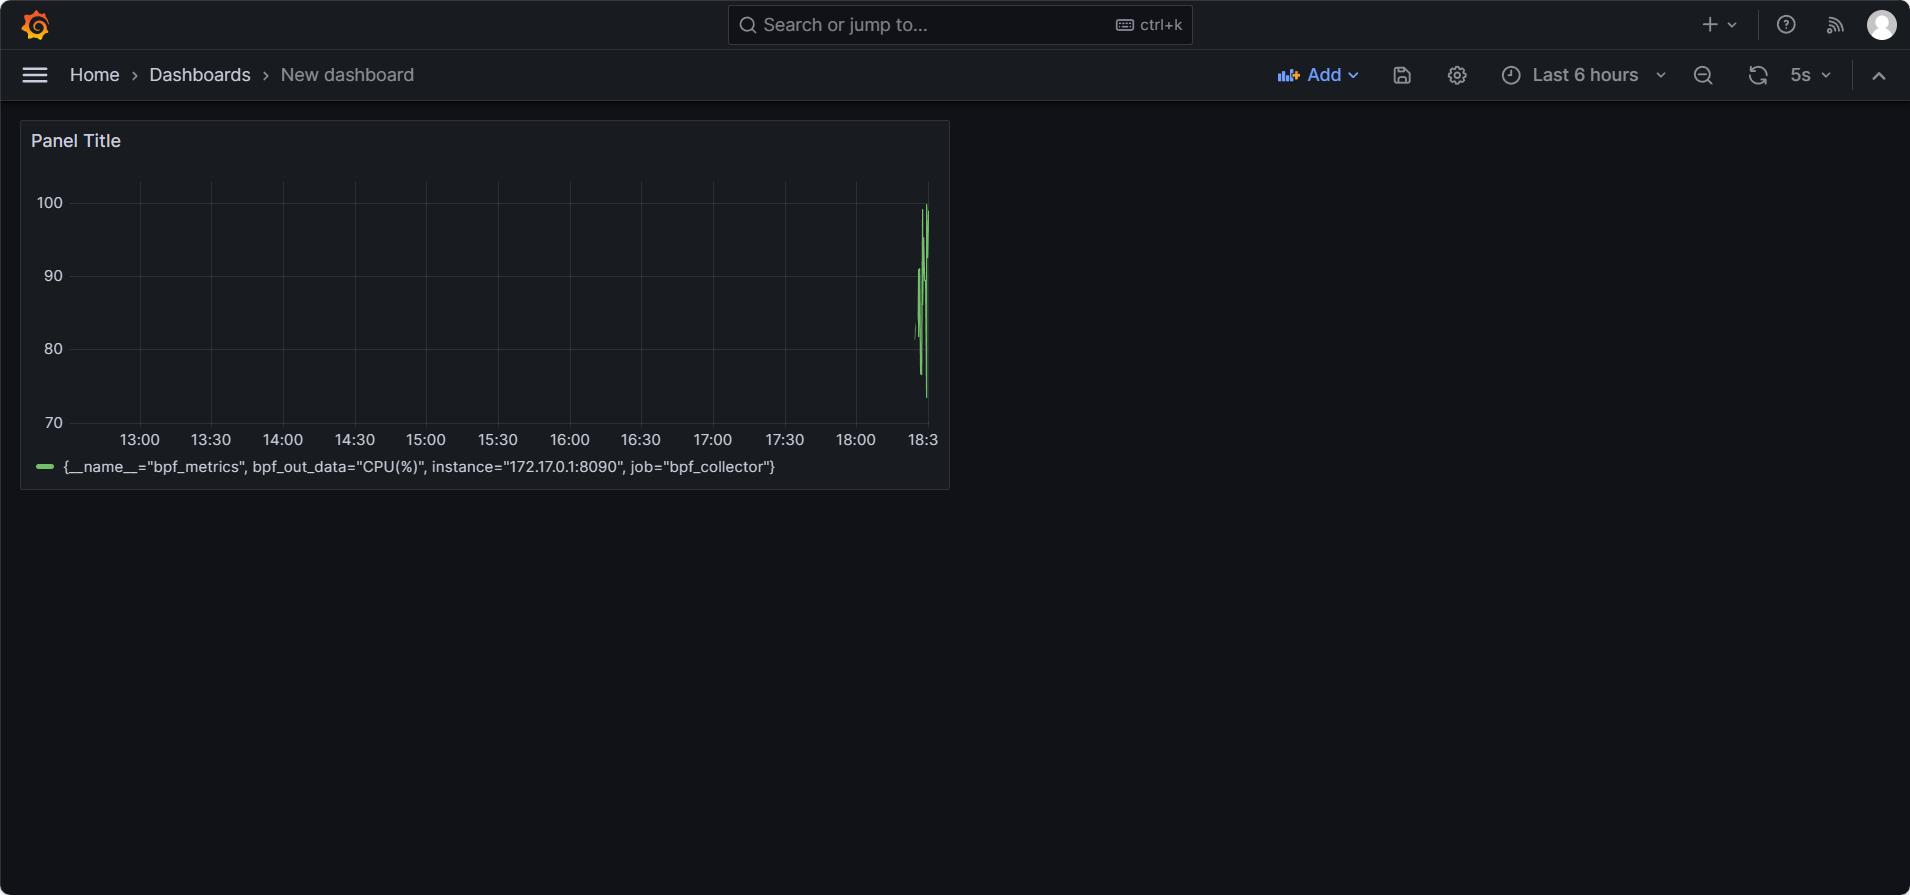 Search or jump to...
ctrl+k
Home › Dashboards › New dashboard
Add
Last 6 hours
5s
Panel Title
100
90
80
70
13:00 13:30 14:00 14:30 15:00 15:30 16:00 16:30 17:00 17:30 18:00 18:3
{__name__="bpf_metrics", bpf_out_data="CPU(%)", instance="172.17.0.1:8090", job="bpf_collector"}